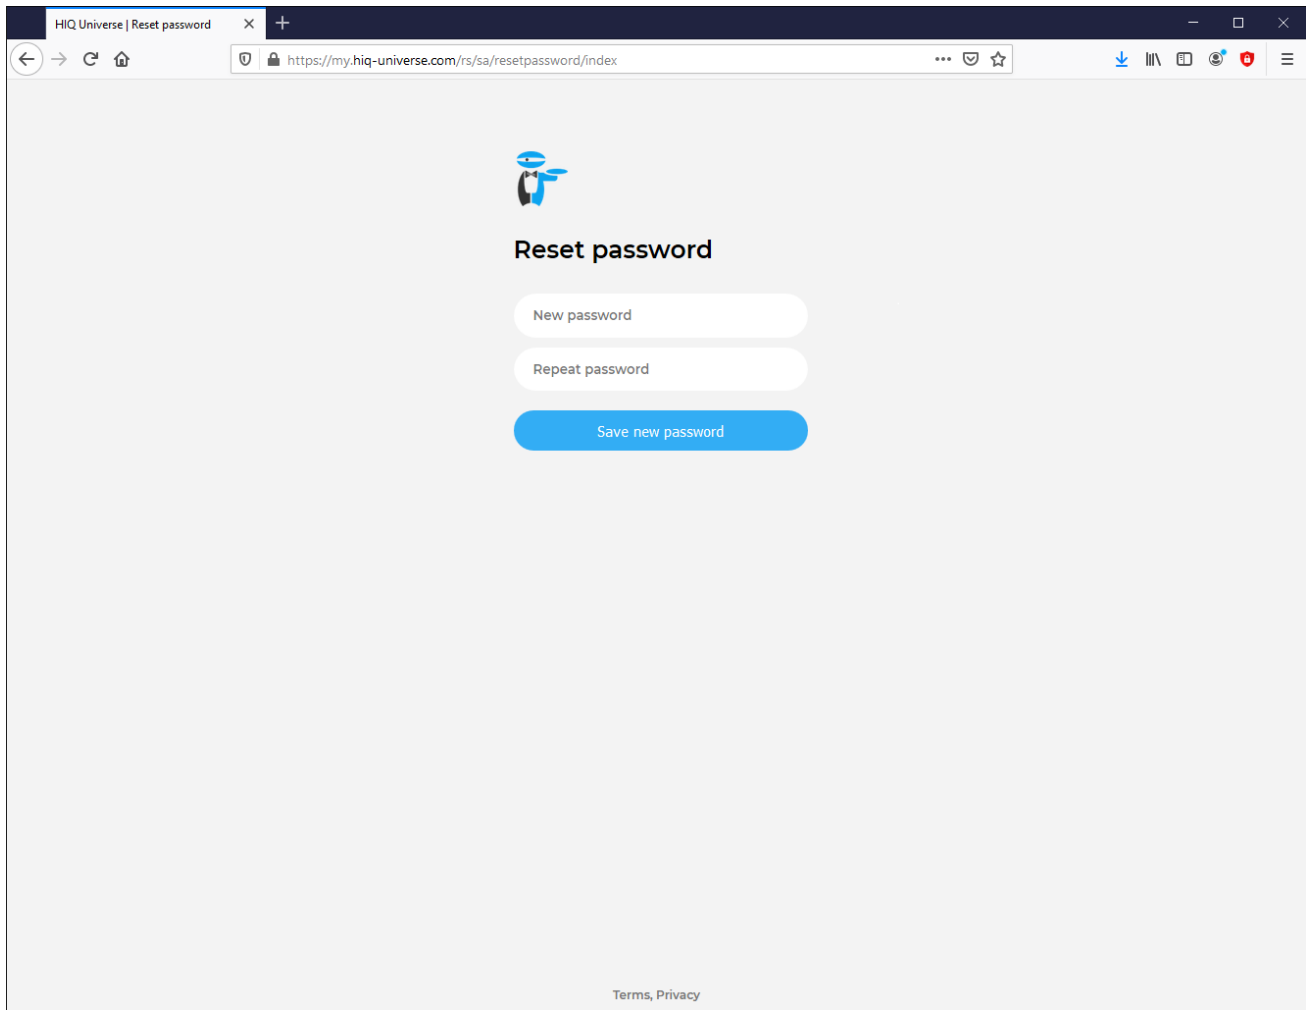 HIQ Universe | Reset password
https://my.hiq-universe.com/rs/sa/resetpassword/index
Reset password
New password
Repeat password
Save new password
Terms, Privacy